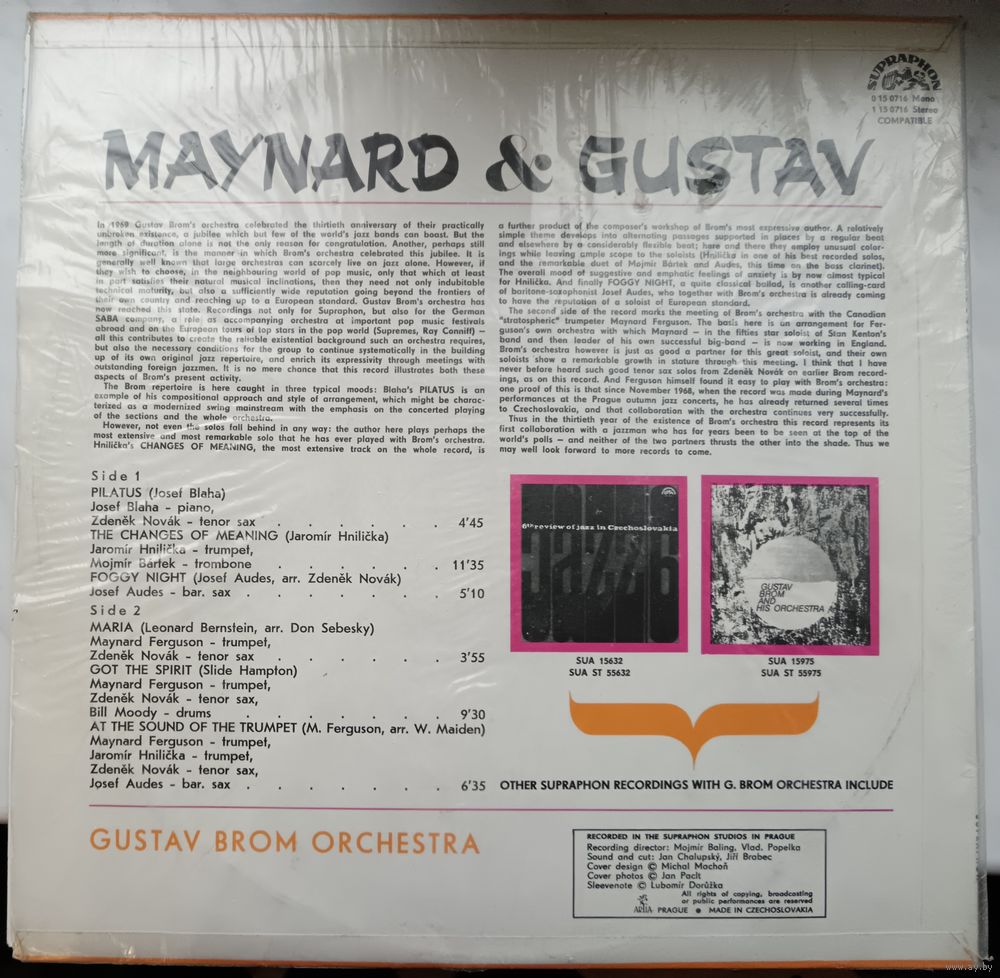 SUPRAPHON
0 15 0716 Mono
1 15 0716 Stereo
COMPATIBLE
MAYNARD & GUSTAV
In 1969 Gustav Brom's orchestra celebrated the thirtieth anniversary of their practically
unbroken existence, a jubilee which but few of the world's jazz bands can boast. But the
length of duration alone is not the only reason for congratulation. Another, perhaps still
more significant, is the manner in which Brom's orchestra celebrated this jubilee. It is
generally well known that large orchestras can scarcely live on jazz alone. However, if
they wish to choose, in the neighbouring world of pop music, only that which at least
in part satisfies their natural musical inclinations, then they need not only indubitable
technical maturity, but also a sufficiently wide reputation going beyond the frontiers of
their own country and reaching up to a European standard. Gustav Brom's orchestra has
now reached this state. Recordings not only for Supraphon, but also for the German
SABA company, a role as accompanying orchestra at important pop music festivals
abroad and on the European tours of top stars in the pop world (Supremes, Ray Conniff) –
all this contributes to create the reliable existential background such an orchestra requires,
but also the necessary conditions for the group to continue systematically in the building
up of its own original jazz repertoire, and enrich its expressivity through meetings with
outstanding foreign jazzmen. It is no mere chance that this record illustrates both these
aspects of Brom's present activity.
The Brom repertoire is here caught in three typical moods: Blaha's PILATUS is an
example of his compositional approach and style of arrangement, which might be charac-
terized as a modernized swing mainstream with the emphasis on the concerted playing
of the sections and the whole orchestra.
However, not even the solos fall behind in any way: the author here plays perhaps the
most extensive and most remarkable solo that he has ever played with Brom's orchestra.
Hnilička's CHANGES OF MEANING, the most extensive track on the whole record, is
a further product of the composer's workshop of Brom's most expressive author. A relatively
simple theme develops into alternating passages supported in places by a regular beat
and elsewhere by a considerably flexible beat; here and there they employ unusual color-
ings while leaving ample scope to the soloists (Hnilička in one of his best recorded solos,
and the remarkable duet of Mojmír Bártek and Audes, this time on the bass clarinet).
The overall mood of suggestive and emphatic feelings of anxiety is by now almost typical
for Hnilička. And finally FOGGY NIGHT, a quite classical ballad, is another calling-card
of baritone-saxophonist Josef Audes, who together with Brom's orchestra is already coming
to have the reputation of a soloist of European standard.
The second side of the record marks the meeting of Brom's orchestra with the Canadian
"stratospheric" trumpeter Maynard Ferguson. The basis here is an arrangement for Fer-
guson's own orchestra with which Maynard – in the fifties star soloist of Stan Kenton's
band and then leader of his own successful big-band – is now working in England.
Brom's orchestra however is just as good a partner for this great soloist, and their own
soloists show a remarkable growth in stature through this meeting. I think that I have
never before heard such good tenor sax solos from Zdeněk Novák on earlier Brom record-
ings, as on this record. And Ferguson himself found it easy to play with Brom's orchestra:
one proof of this is that since November 1968, when the record was made during Maynard's
performances at the Prague autumn jazz concerts, he has already returned several times
to Czechoslovakia, and that collaboration with the orchestra continues very successfully.
Thus in the thirtieth year of the existence of Brom's orchestra this record represents its
first collaboration with a jazzman who has for years been to be seen at the top of the
world's polls – and neither of the two partners thrusts the other into the shade. Thus we
may well look forward to more records to come.
Side 1
PILATUS (Josef Blaha)
Josef Blaha – piano,
Zdeněk Novák – tenor sax . . . . . . 4'45
THE CHANGES OF MEANING (Jaromír Hnilička)
Jaromír Hnilička – trumpet,
Mojmír Bártek – trombone . . . . . . 11'35
FOGGY NIGHT (Josef Audes, arr. Zdeněk Novák)
Josef Audes – bar. sax . . . . . . . 5'10
Side 2
MARIA (Leonard Bernstein, arr. Don Sebesky)
Maynard Ferguson – trumpet,
Zdeněk Novák – tenor sax . . . . . . 3'55
GOT THE SPIRIT (Slide Hampton)
Maynard Ferguson – trumpet,
Zdeněk Novák – tenor sax,
Bill Moody – drums . . . . . . . 9'30
AT THE SOUND OF THE TRUMPET (M. Ferguson, arr. W. Maiden)
Maynard Ferguson – trumpet,
Jaromír Hnilička – trumpet,
Zdeněk Novák – tenor sax,
Josef Audes – bar. sax . . . . . . . 6'35
6th review of jazz in Czechoslovakia
SUA 15632
SUA ST 55632
GUSTAV
BROM
AND
HIS ORCHESTRA
SUA 15975
SUA ST 55975
OTHER SUPRAPHON RECORDINGS WITH G. BROM ORCHESTRA INCLUDE
GUSTAV BROM ORCHESTRA
RECORDED IN THE SUPRAPHON STUDIOS IN PRAGUE
Recording director: Mojmír Baling, Vlad. Popelka
Sound and cut: Jan Chalupský, Jiří Brabec
Cover design © Michal Machoň
Cover photos © Jan Paclt
Sleevenote © Lubomír Dorůžka
All rights of copying, broadcasting
or public performances are reserved
ARTIA PRAGUE ● MADE IN CZECHOSLOVAKIA
www.ay.by